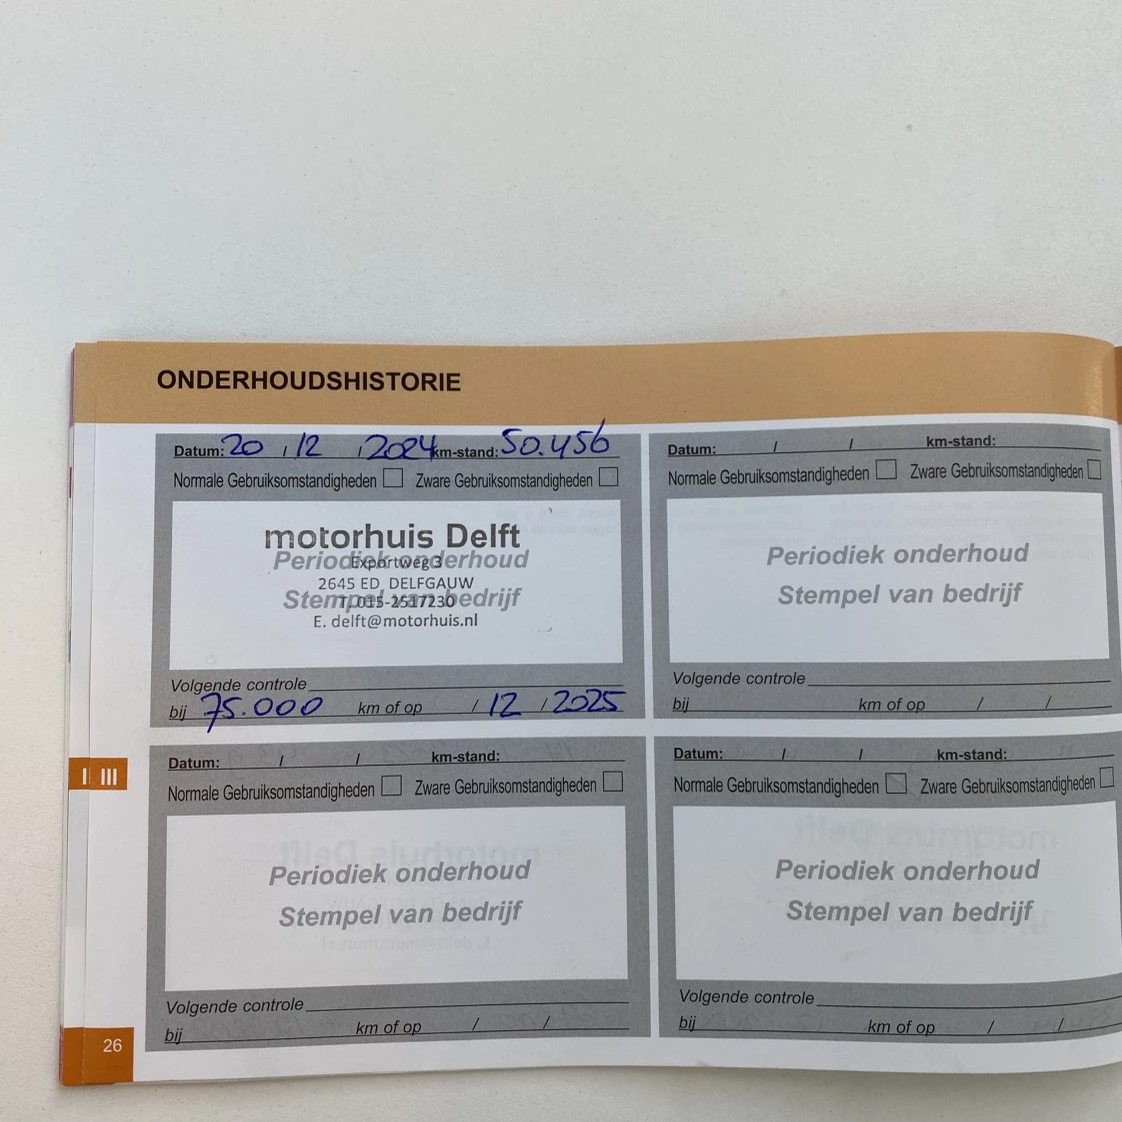 ONDERHOUDSHISTORIE
Datum: 20 / 12 / 2024 km-stand: 50.456
Normale Gebruiksomstandigheden Zware Gebruiksomstandigheden
motorhuis Delft
Periodiek onderhoud
Exportweg 3
2645 ED DELFGAUW
Stempel van bedrijf
T. 015-2517230
E. delft@motorhuis.nl
Volgende controle
bij 75.000 km of op / 12 / 2025
Datum: / / km-stand:
Normale Gebruiksomstandigheden Zware Gebruiksomstandigheden
Periodiek onderhoud
Stempel van bedrijf
Volgende controle
bij km of op / /
Datum: / / km-stand:
Normale Gebruiksomstandigheden Zware Gebruiksomstandigheden
Periodiek onderhoud
Stempel van bedrijf
Volgende controle
bij km of op / /
Datum: / / km-stand:
Normale Gebruiksomstandigheden Zware Gebruiksomstandigheden
Periodiek onderhoud
Stempel van bedrijf
Volgende controle
bij km of op / /
I III
26